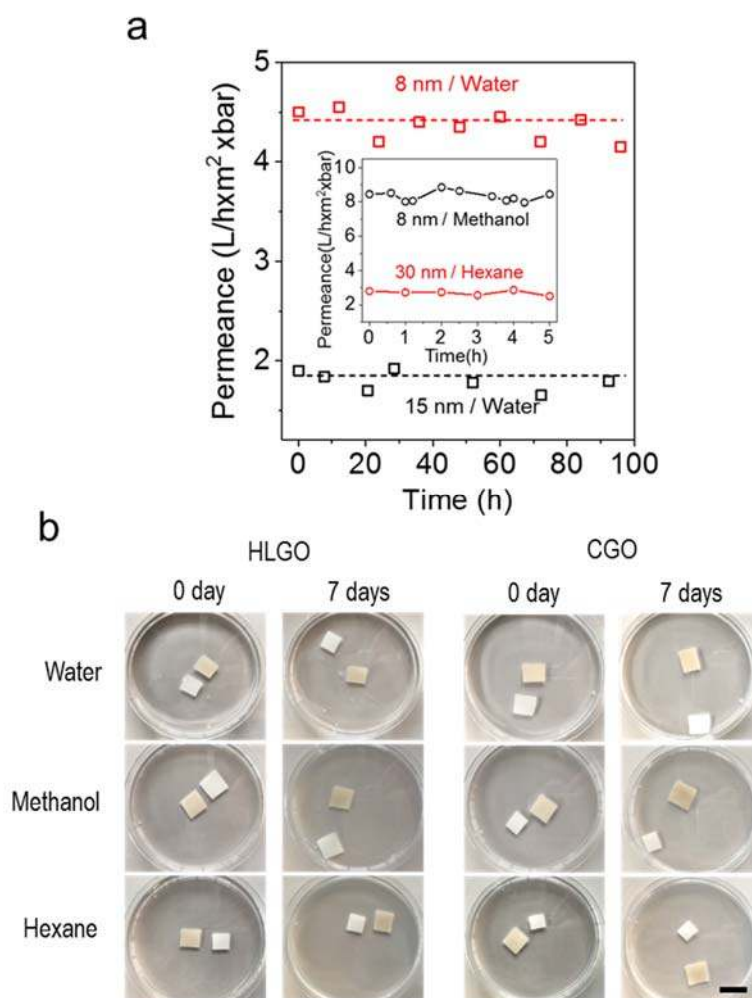 a
5
8 nm / Water
4
3
2
Permeance (L/hxm² xbar)
10
8
6
4
2
Permeance(L/hxm²xbar)
8 nm / Methanol
30 nm / Hexane
0 1 2 3 4 5
Time(h)
15 nm / Water
0 20 40 60 80 100
Time (h)
b
HLGO CGO
0 day 7 days 0 day 7 days
Water
Methanol
Hexane